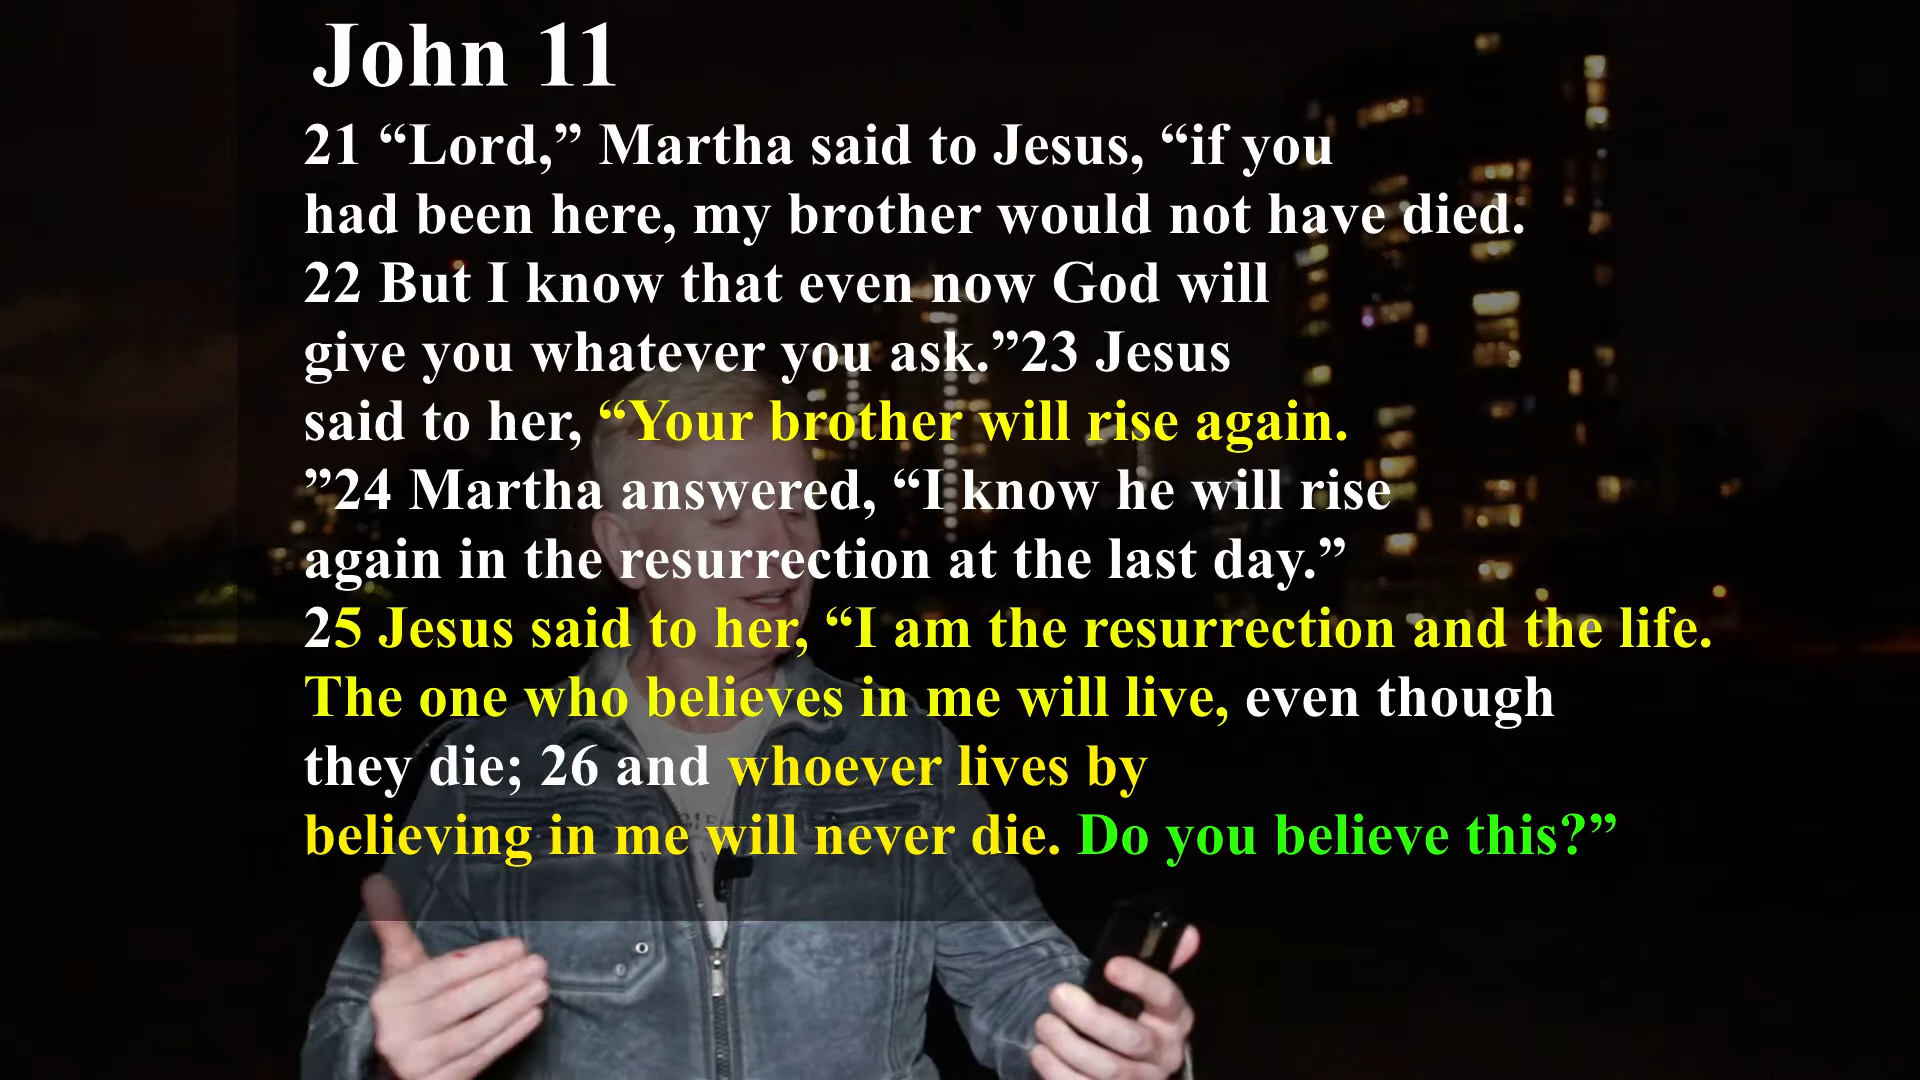 John 11
21 “Lord,” Martha said to Jesus, “if you
had been here, my brother would not have died.
22 But I know that even now God will
give you whatever you ask.”23 Jesus
said to her, “Your brother will rise again.
”24 Martha answered, “I know he will rise
again in the resurrection at the last day.”
25 Jesus said to her, “I am the resurrection and the life.
The one who believes in me will live, even though
they die; 26 and whoever lives by
believing in me will never die. Do you believe this?”